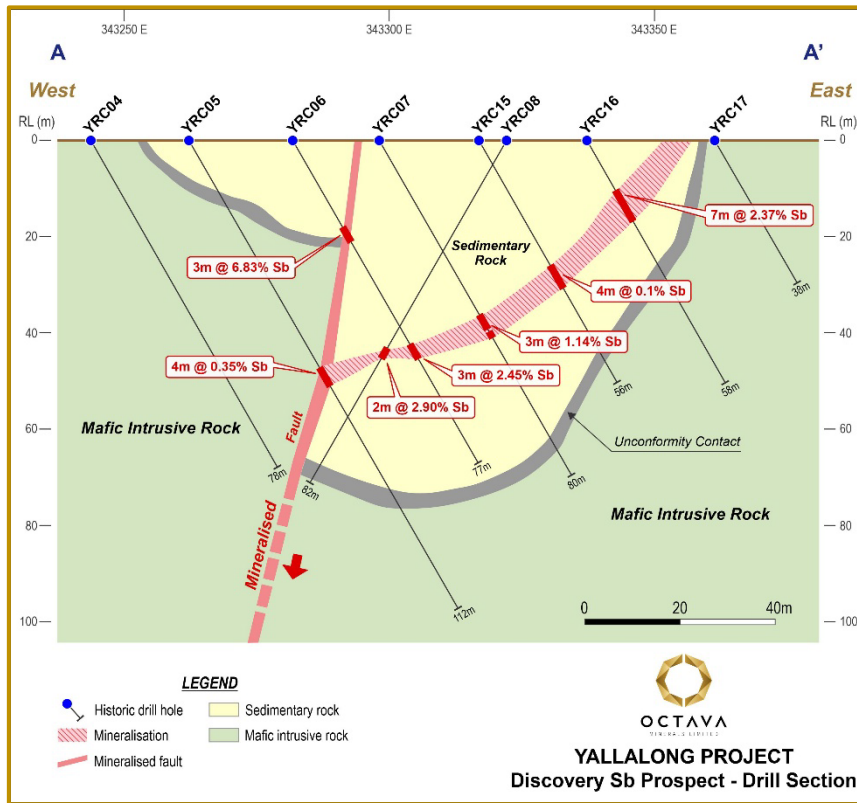 343250 E
343300 E
343350 E
A
A'
West
East
RL (m)
RL (m)
YRC04
YRC05
YRC06
YRC07
YRC15
YRC08
YRC16
YRC17
0
0
20
20
40
40
60
60
80
80
100
100
7m @ 2.37% Sb
Sedimentary
Rock
3m @ 6.83% Sb
4m @ 0.1% Sb
38m
3m @ 1.14% Sb
4m @ 0.35% Sb
3m @ 2.45% Sb
2m @ 2.90% Sb
56m
58m
Mafic Intrusive Rock
Fault
Unconformity Contact
78m
82m
77m
80m
Mineralised
Mafic Intrusive Rock
112m
0 20 40m
LEGEND
Historic drill hole
Sedimentary rock
Mineralisation
Mafic intrusive rock
Mineralised fault
OCTAVA
MINERALS LIMITED
YALLALONG PROJECT
Discovery Sb Prospect - Drill Section